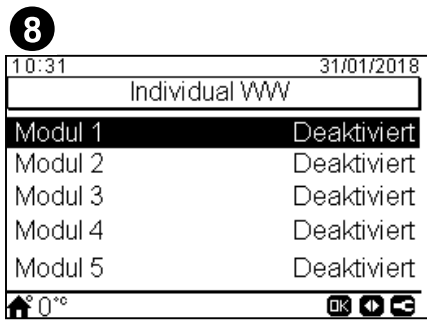 8
10:31 31/01/2018
Individual WW
Modul 1 Deaktiviert
Modul 2 Deaktiviert
Modul 3 Deaktiviert
Modul 4 Deaktiviert
Modul 5 Deaktiviert
0°C OK